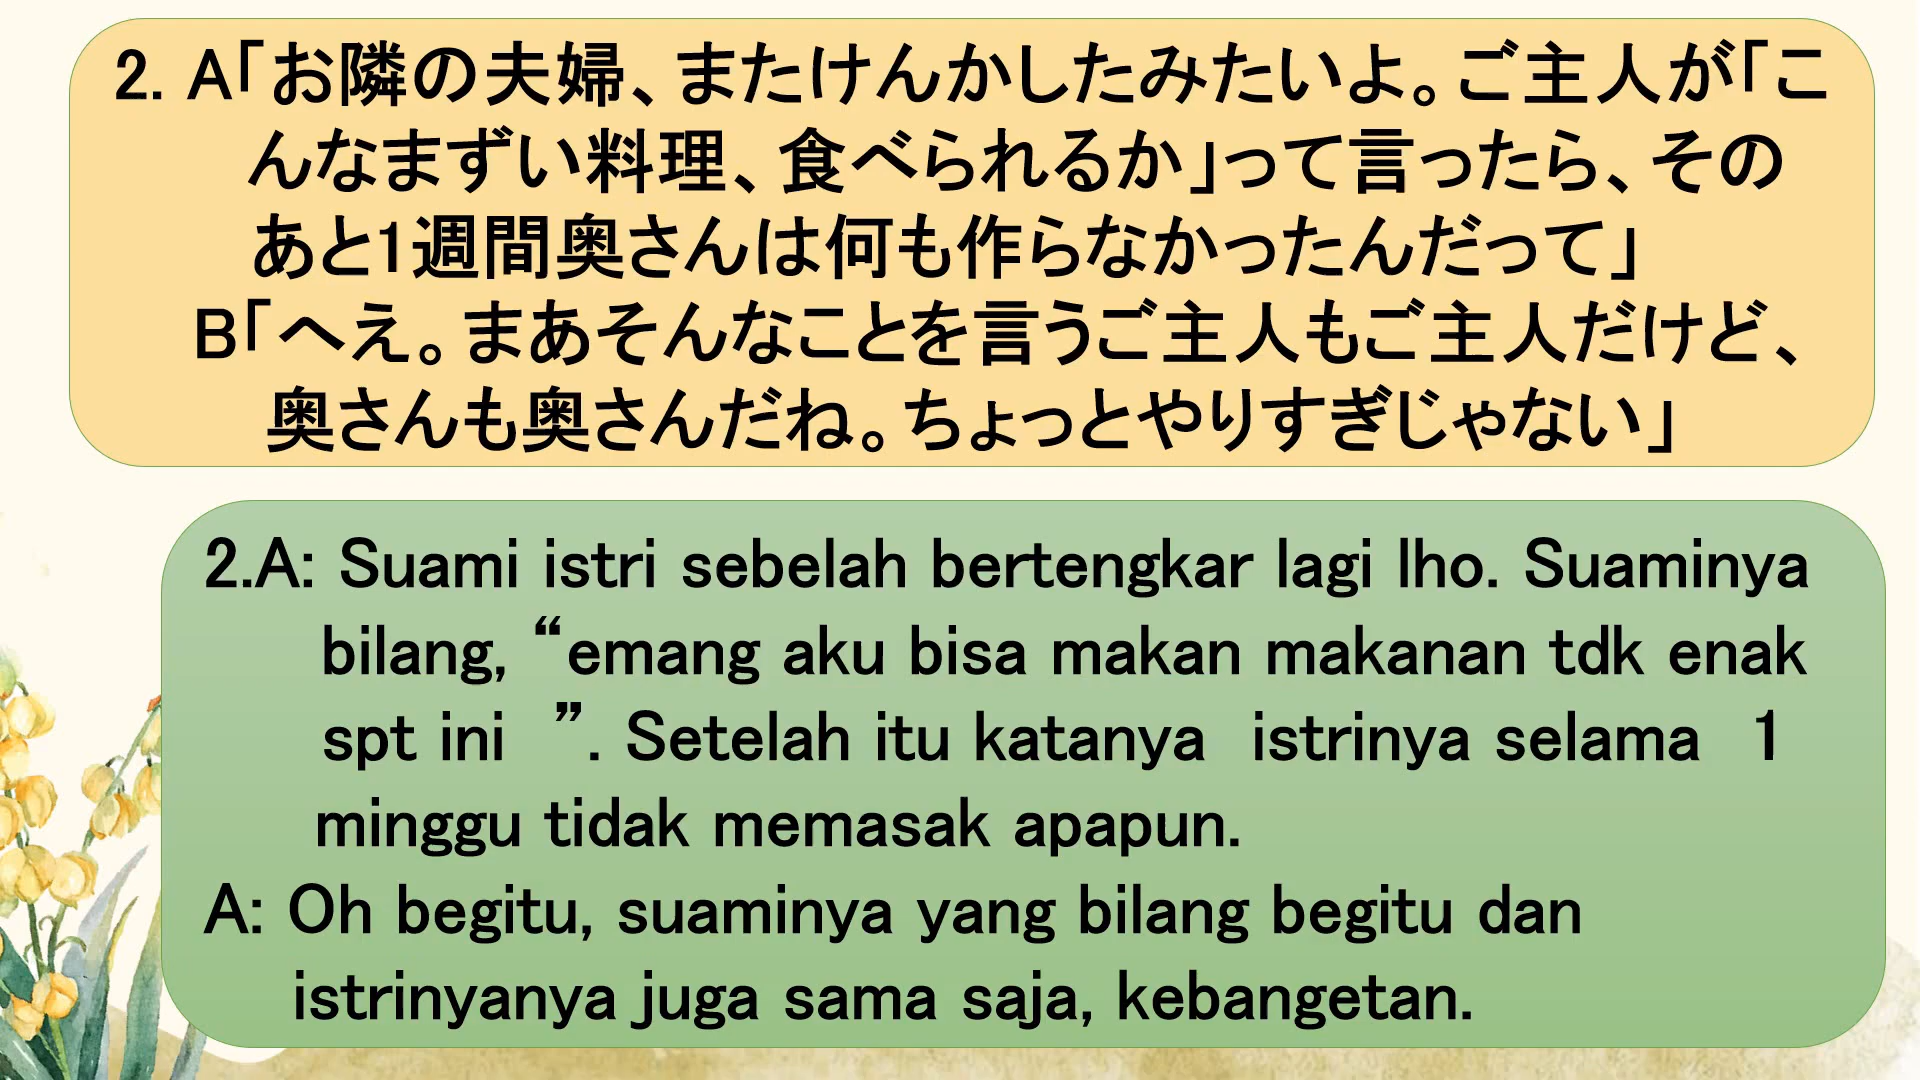 2. A「お隣の夫婦、またけんかしたみたいよ。ご主人が「こ
んなまずい料理、食べられるか」って言ったら、その
あと1週間奥さんは何も作らなかったんだって」
B「へえ。まあそんなことを言うご主人もご主人だけど、
奥さんも奥さんだね。ちょっとやりすぎじゃない」
2.A: Suami istri sebelah bertengkar lagi lho. Suaminya
bilang, “emang aku bisa makan makanan tdk enak
spt ini ”. Setelah itu katanya istrinya selama 1
minggu tidak memasak apapun.
A: Oh begitu, suaminya yang bilang begitu dan
istrinyanya juga sama saja, kebangetan.